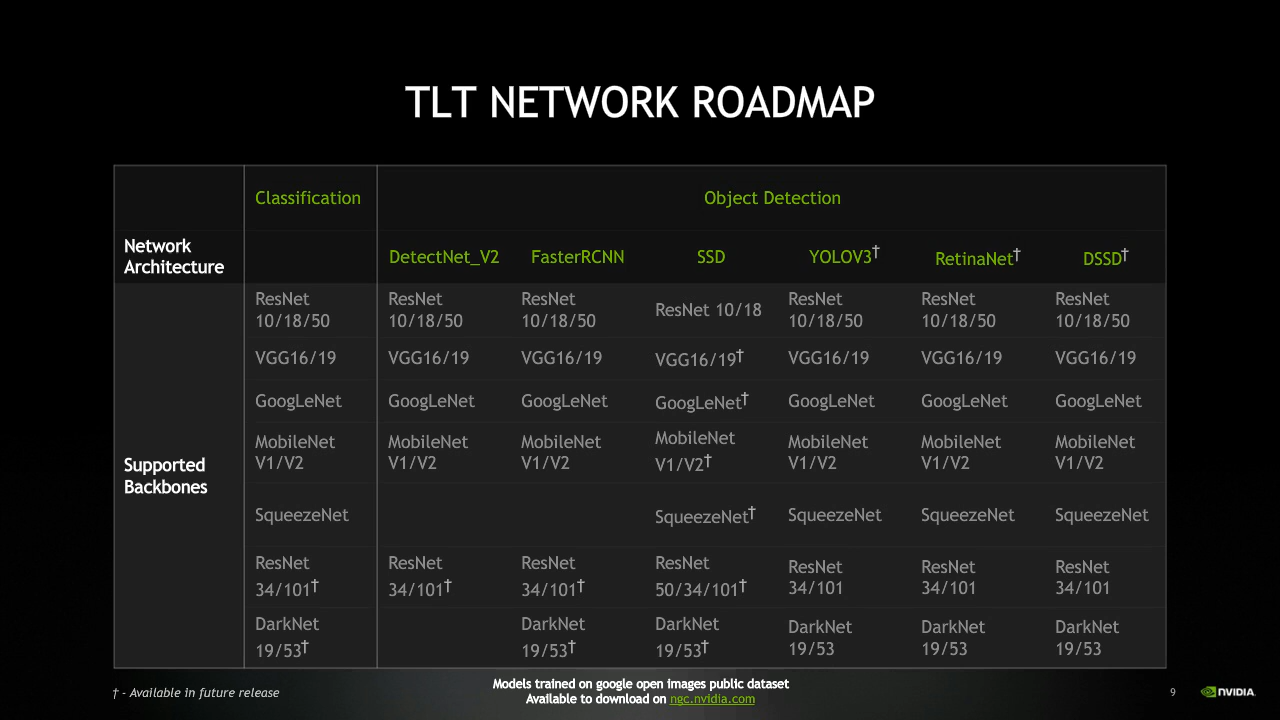 TLT NETWORK ROADMAP
Classification Object Detection
Network
Architecture
DetectNet_V2 FasterRCNN SSD YOLOV3† RetinaNet† DSSD†
Supported
Backbones
ResNet
10/18/50
ResNet
10/18/50
ResNet
10/18/50
ResNet 10/18
ResNet
10/18/50
ResNet
10/18/50
ResNet
10/18/50
VGG16/19 VGG16/19 VGG16/19 VGG16/19† VGG16/19 VGG16/19 VGG16/19
GoogLeNet GoogLeNet GoogLeNet GoogLeNet† GoogLeNet GoogLeNet GoogLeNet
MobileNet
V1/V2
MobileNet
V1/V2
MobileNet
V1/V2
MobileNet
V1/V2†
MobileNet
V1/V2
MobileNet
V1/V2
MobileNet
V1/V2
SqueezeNet SqueezeNet† SqueezeNet SqueezeNet SqueezeNet
ResNet
34/101†
ResNet
34/101†
ResNet
34/101†
ResNet
50/34/101†
ResNet
34/101
ResNet
34/101
ResNet
34/101
DarkNet
19/53†
DarkNet
19/53†
DarkNet
19/53†
DarkNet
19/53
DarkNet
19/53
DarkNet
19/53
† - Available in future release
Models trained on google open images public dataset
Available to download on ngc.nvidia.com
9
NVIDIA.